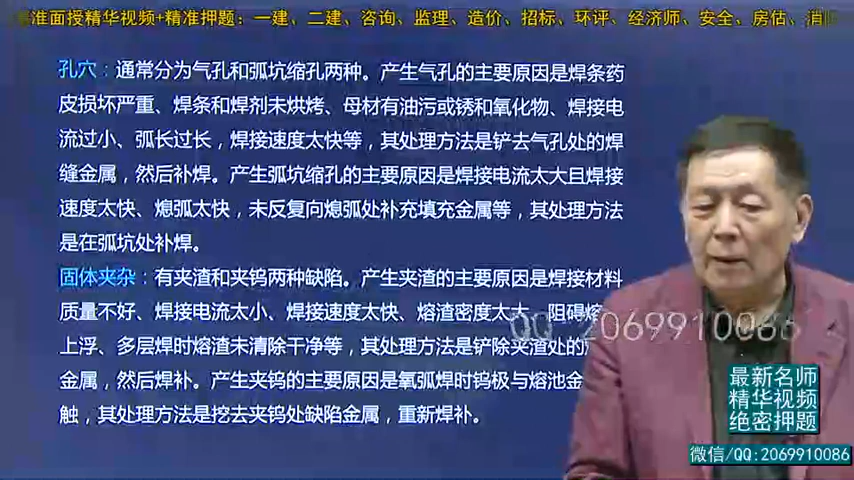 淮面授精华视频+精准押题：一建、二建、咨询、监理、造价、招标、环评、经济师、安全、房估、消
孔穴：通常分为气孔和弧坑缩孔两种。产生气孔的主要原因是焊条药
皮损坏严重、焊条和焊剂未烘烤、母材有油污或锈和氧化物、焊接电
流过小、弧长过长，焊接速度太快等，其处理方法是铲去气孔处的焊
缝金属，然后补焊。产生弧坑缩孔的主要原因是焊接电流太大且焊接
速度太快、熄弧太快，未反复向熄弧处补充填充金属等，其处理方法
是在弧坑处补焊。
固体夹杂：有夹渣和夹钨两种缺陷。产生夹渣的主要原因是焊接材料
质量不好、焊接电流太小、焊接速度太快、熔渣密度太大、阻碍熔
上浮、多层焊时熔渣未清除干净等，其处理方法是铲除夹渣处的
金属，然后焊补。产生夹钨的主要原因是氧弧焊时钨极与熔池金
触，其处理方法是挖去夹钨处缺陷金属，重新焊补。
QQ:2069910086
最新名师
精华视频
绝密押题
微信/QQ:2069910086